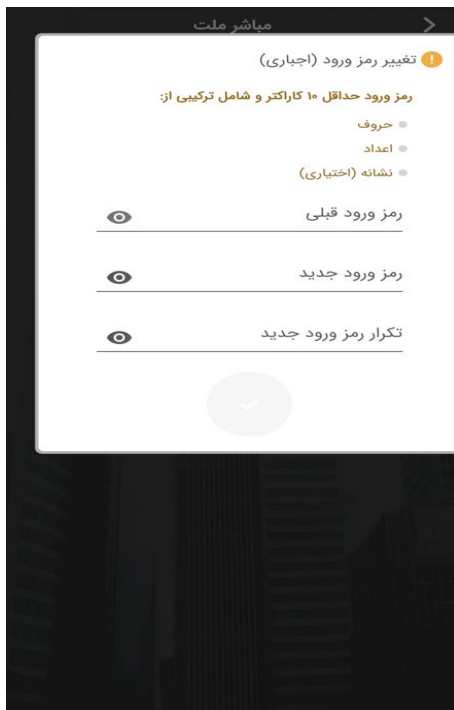 مباشر ملت
تغییر رمز ورود (اجباری)
رمز ورود حداقل ۱۰ کاراکتر و شامل ترکیبی از:
حروف
اعداد
نشانه (اختیاری)
رمز ورود قبلی
رمز ورود جدید
تکرار رمز ورود جدید